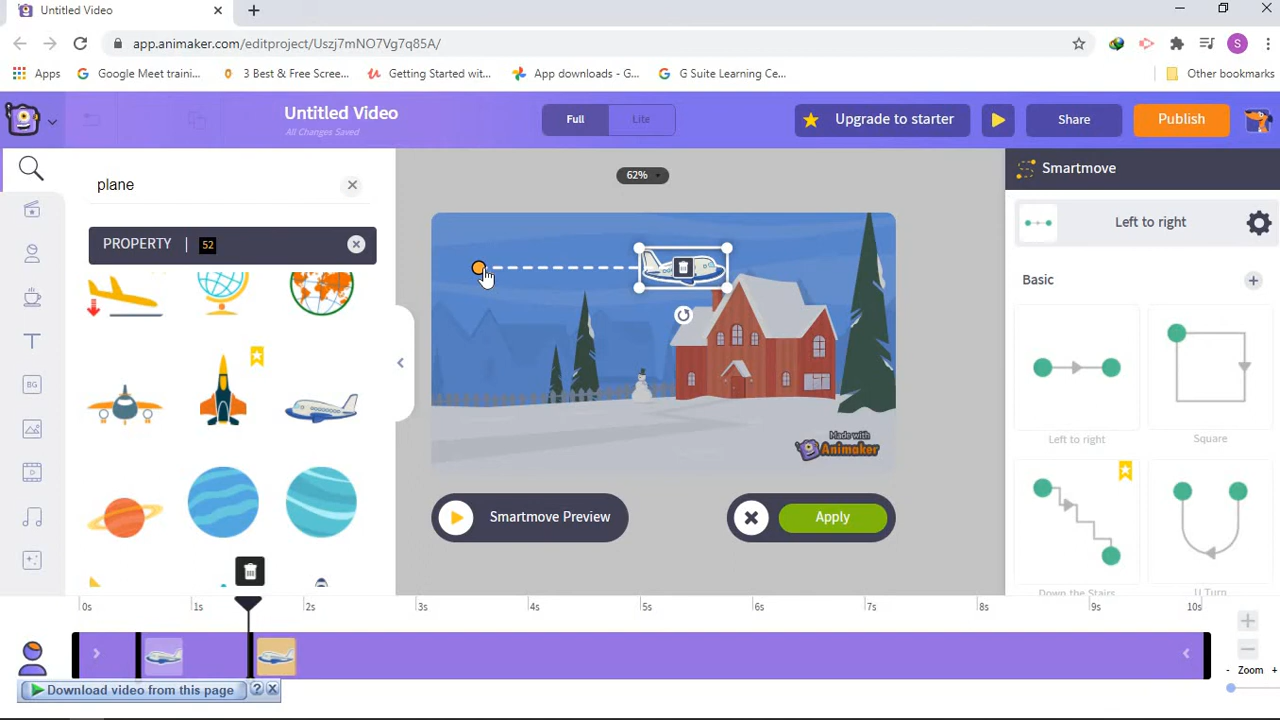 Untitled Video
app.animaker.com/editproject/Uszj7mNO7Vg7q85A/
S
Apps
Google Meet traini...
3 Best & Free Scree...
Getting Started wit...
App downloads - G...
G Suite Learning Ce...
Other bookmarks
Untitled Video
All Changes Saved
Full
Lite
Upgrade to starter
Share
Publish
62%
plane
PROPERTY | 52
Smartmove
Left to right
Basic
Left to right
Square
Down the Stairs
U Turn
T
BG
Made with
Animaker
Smartmove Preview
Apply
0s
1s
2s
3s
4s
5s
6s
7s
8s
9s
10s
- Zoom +
Download video from this page
?